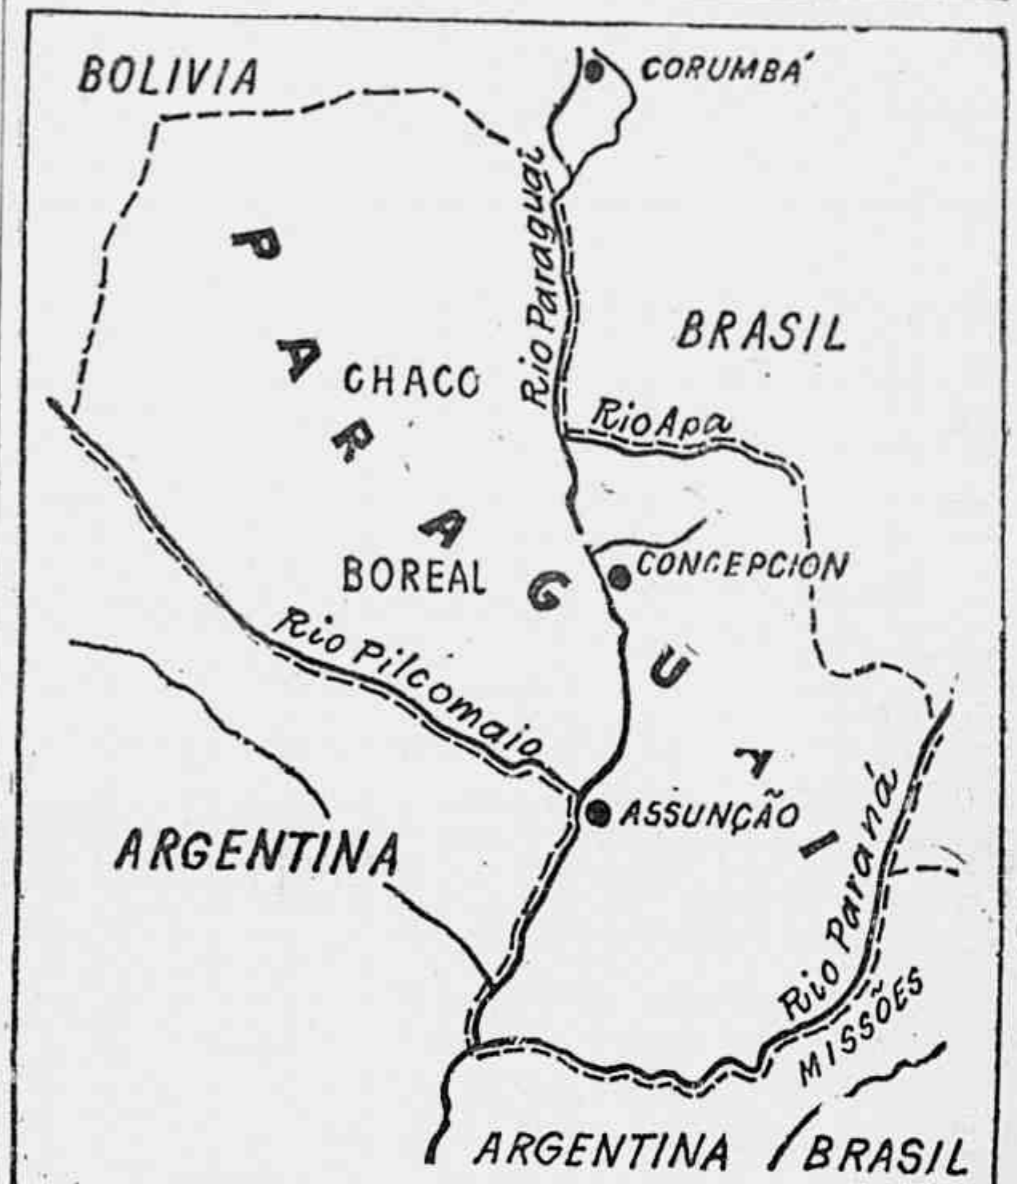 BOLIVIA
CORUMBÁ
Rio Paraguai
BRASIL
PARAGUAI
CHACO
Rio Apa
BOREAL
CONCEPCION
Rio Pilcomaio
ASSUNÇÃO
ARGENTINA
Rio Paraná
MISSÕES
ARGENTINA
BRASIL